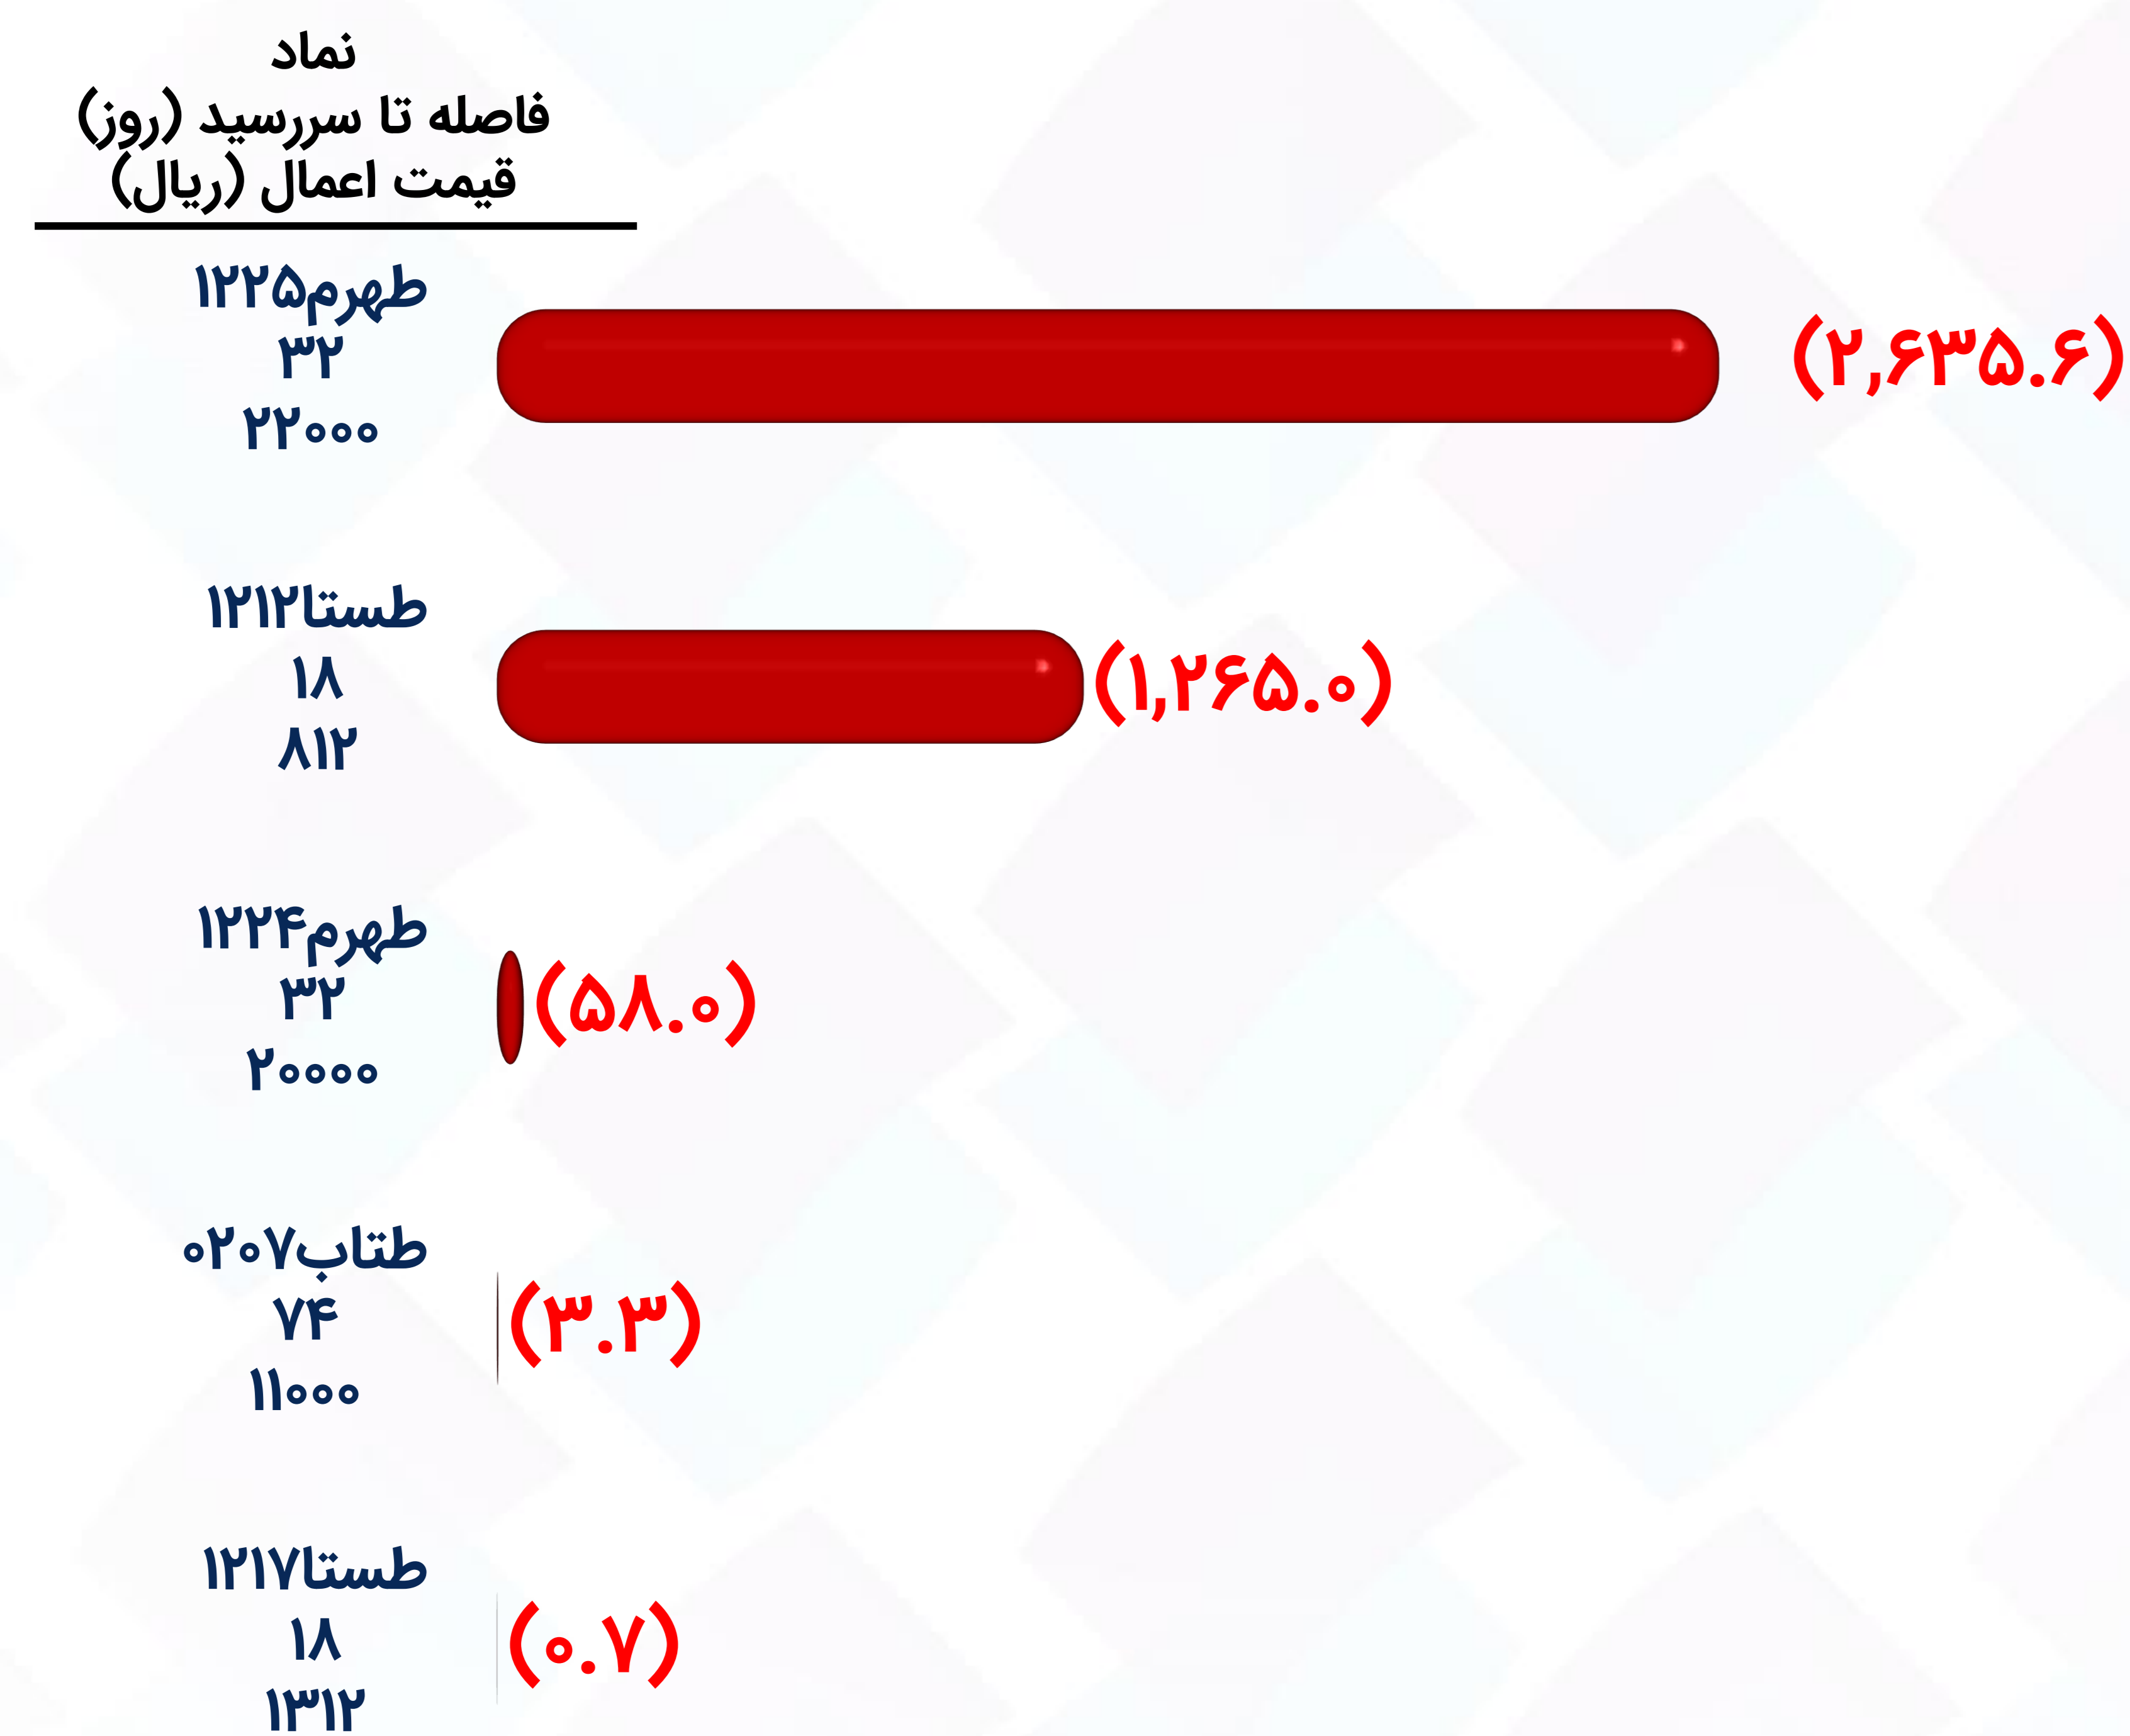 نماد
فاصله تا سررسید (روز)
قیمت اعمال (ریال)
طهرم۱۲۲۵
۳۲
۲۲۰۰۰
(۲,۶۳۵.۶)
طستا۱۲۱۲
۱۸
۸۱۲
(۱,۲۶۵.۰)
طهرم۱۲۲۴
۳۲
۲۰۰۰۰
(۵۸.۰)
طتاب۰۲۰۷
۷۴
۱۱۰۰۰
(۳.۳)
طستا۱۲۱۷
۱۸
۱۳۱۲
(۰.۷)